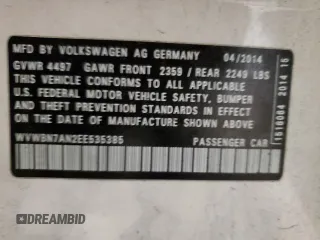 MFD BY VOLKSWAGEN AG GERMANY 04/2014
GVWR 4497 GAWR FRONT 2359 / REAR 2249 LBS
THIS VEHICLE CONFORMS TO ALL APPLICABLE
U.S. FEDERAL MOTOR VEHICLE SAFETY, BUMPER
AND THEFT PREVENTION STANDARDS IN EFFECT
ON THE DATE OF MANUFACTURE SHOWN ABOVE
WVWBN7AN2EE535385 PASSENGER CAR
1518064 2014 15
DREAMBID